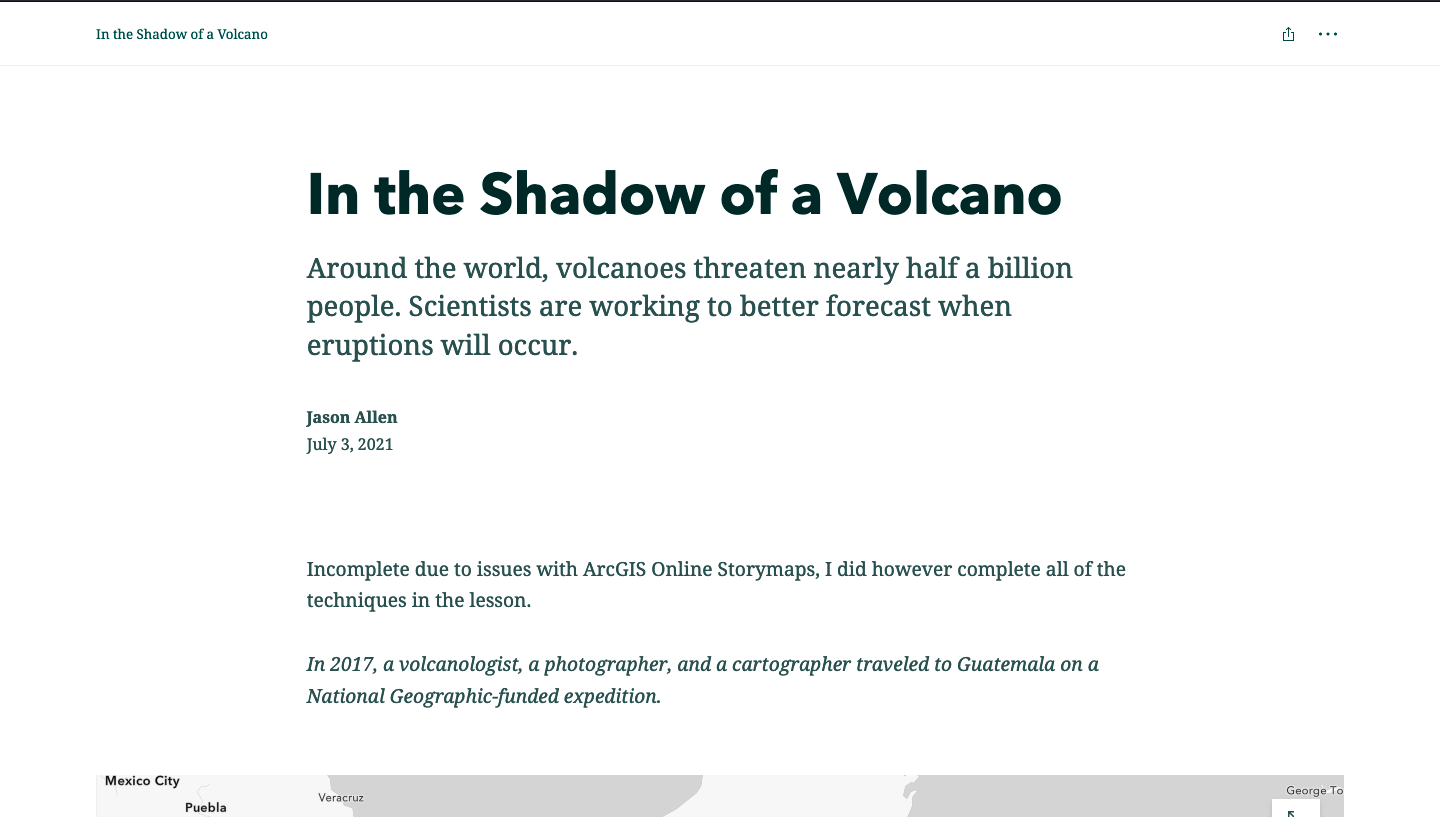 In the Shadow of a Volcano
In the Shadow of a Volcano
Around the world, volcanoes threaten nearly half a billion
people. Scientists are working to better forecast when
eruptions will occur.
Jason Allen
July 3, 2021
Incomplete due to issues with ArcGIS Online Storymaps, I did however complete all of the
techniques in the lesson.
In 2017, a volcanologist, a photographer, and a cartographer traveled to Guatemala on a
National Geographic-funded expedition.
Mexico City
Veracruz
George To
Puebla